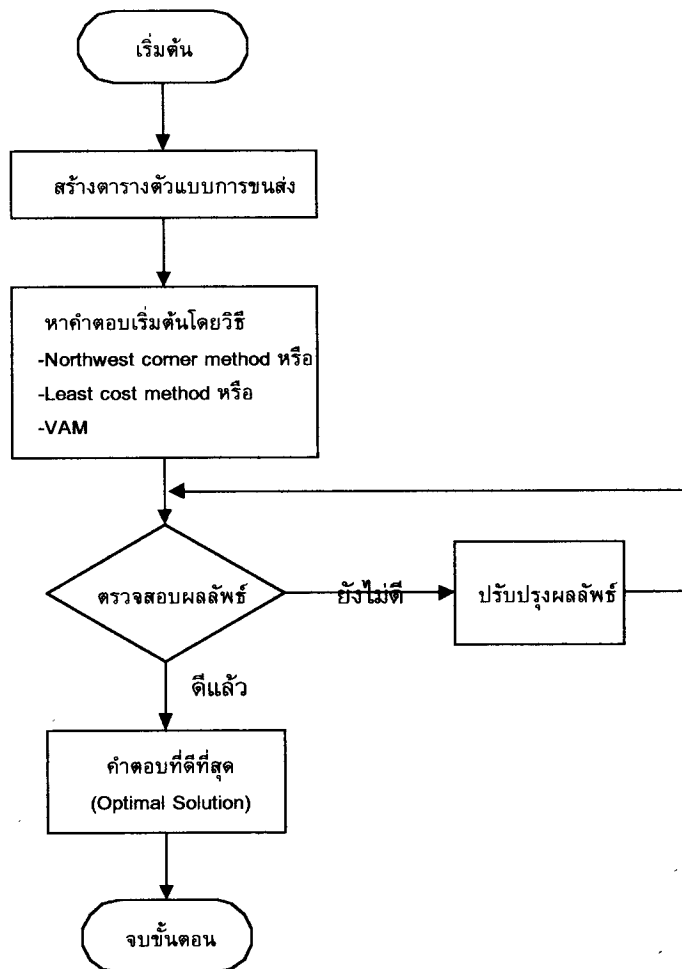 เริ่มต้น
สร้างตารางตัวแบบการขนส่ง
หาคำตอบเริ่มต้นโดยวิธี
-Northwest corner method หรือ
-Least cost method หรือ
-VAM
ตรวจสอบผลลัพธ์
ยังไม่ดี
ปรับปรุงผลลัพธ์
ดีแล้ว
คำตอบที่ดีที่สุด
(Optimal Solution)
จบขั้นตอน